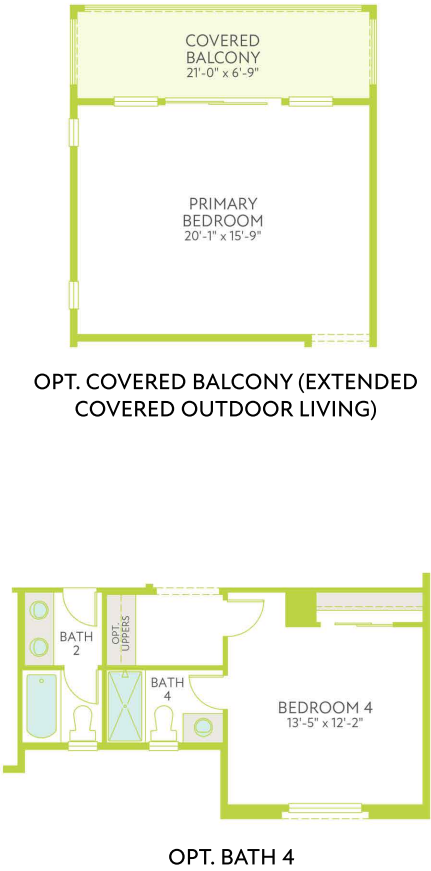 COVERED
BALCONY
21'-0" x 6'-9"
PRIMARY
BEDROOM
20'-1" x 15'-9"
OPT. COVERED BALCONY (EXTENDED
COVERED OUTDOOR LIVING)
BATH
2
OPT.
UPPERS
BATH
4
BEDROOM 4
13'-5" x 12'-2"
OPT. BATH 4